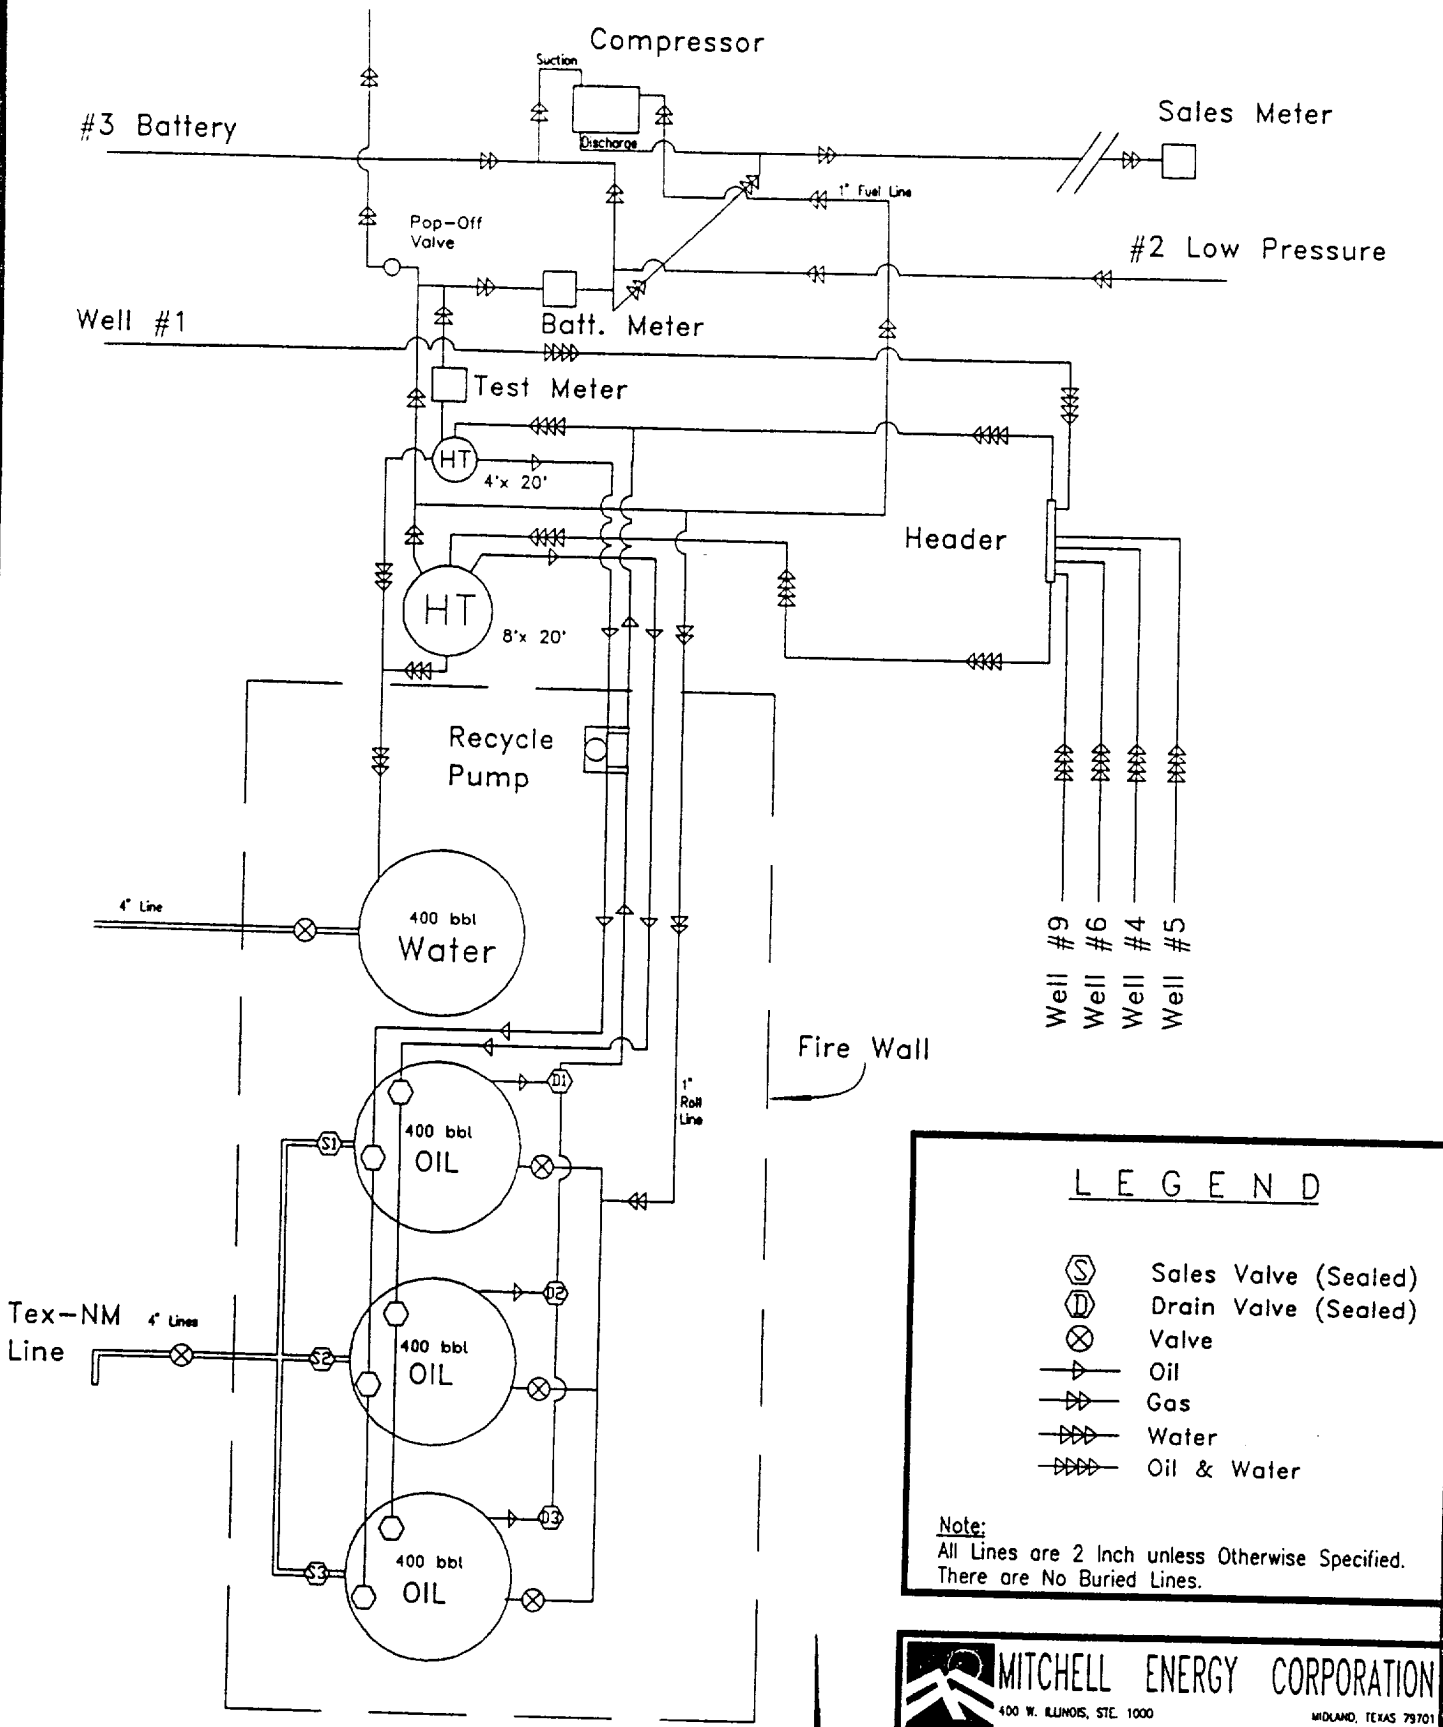 Compressor
Suction
Discharge
#3 Battery
Sales Meter
1" Fuel Line
Pop-Off
Valve
#2 Low Pressure
Well #1
Batt. Meter
Test Meter
HT
4'x 20'
Header
HT
8'x 20'
Recycle
Pump
4" Line
400 bbl
Water
Well #9
Well #6
Well #4
Well #5
Fire Wall
D1
1"
Roll
Line
S1
400 bbl
OIL
D2
Tex-NM 4" Lines
Line
S2
400 bbl
OIL
D3
S3
400 bbl
OIL
LEGEND
S Sales Valve (Sealed)
D Drain Valve (Sealed)
Valve
Oil
Gas
Water
Oil & Water
Note:
All Lines are 2 Inch unless Otherwise Specified.
There are No Buried Lines.
MITCHELL ENERGY CORPORATION
400 W. ILLINOIS, STE. 1000 MIDLAND, TEXAS 79701